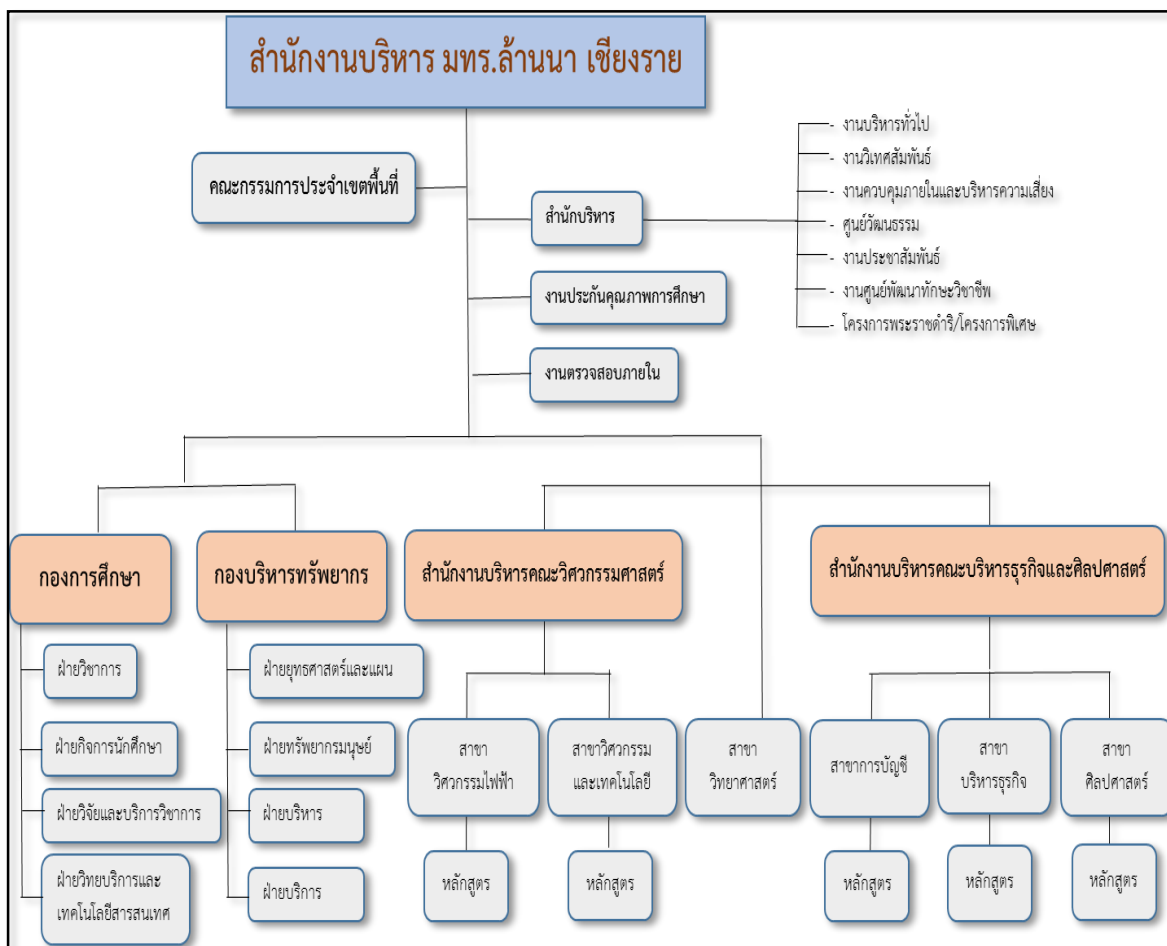 สำนักงานบริหาร มทร.ล้านนา เชียงราย
คณะกรรมการประจำเขตพื้นที่
สำนักบริหาร
- งานบริหารทั่วไป
- งานวิเทศสัมพันธ์
- งานควบคุมภายในและบริหารความเสี่ยง
- ศูนย์วัฒนธรรม
- งานประชาสัมพันธ์
- งานศูนย์พัฒนาทักษะวิชาชีพ
- โครงการพระราชดำริ/โครงการพิเศษ
งานประกันคุณภาพการศึกษา
งานตรวจสอบภายใน
กองการศึกษา
ฝ่ายวิชาการ
ฝ่ายกิจการนักศึกษา
ฝ่ายวิจัยและบริการวิชาการ
ฝ่ายวิทยบริการและ
เทคโนโลยีสารสนเทศ
กองบริหารทรัพยากร
ฝ่ายยุทธศาสตร์และแผน
ฝ่ายทรัพยากรมนุษย์
ฝ่ายบริหาร
ฝ่ายบริการ
สำนักงานบริหารคณะวิศวกรรมศาสตร์
สาขา
วิศวกรรมไฟฟ้า
หลักสูตร
สาขาวิศวกรรม
และเทคโนโลยี
หลักสูตร
สาขา
วิทยาศาสตร์
สำนักงานบริหารคณะบริหารธุรกิจและศิลปศาสตร์
สาขาการบัญชี
หลักสูตร
สาขา
บริหารธุรกิจ
หลักสูตร
สาขา
ศิลปศาสตร์
หลักสูตร